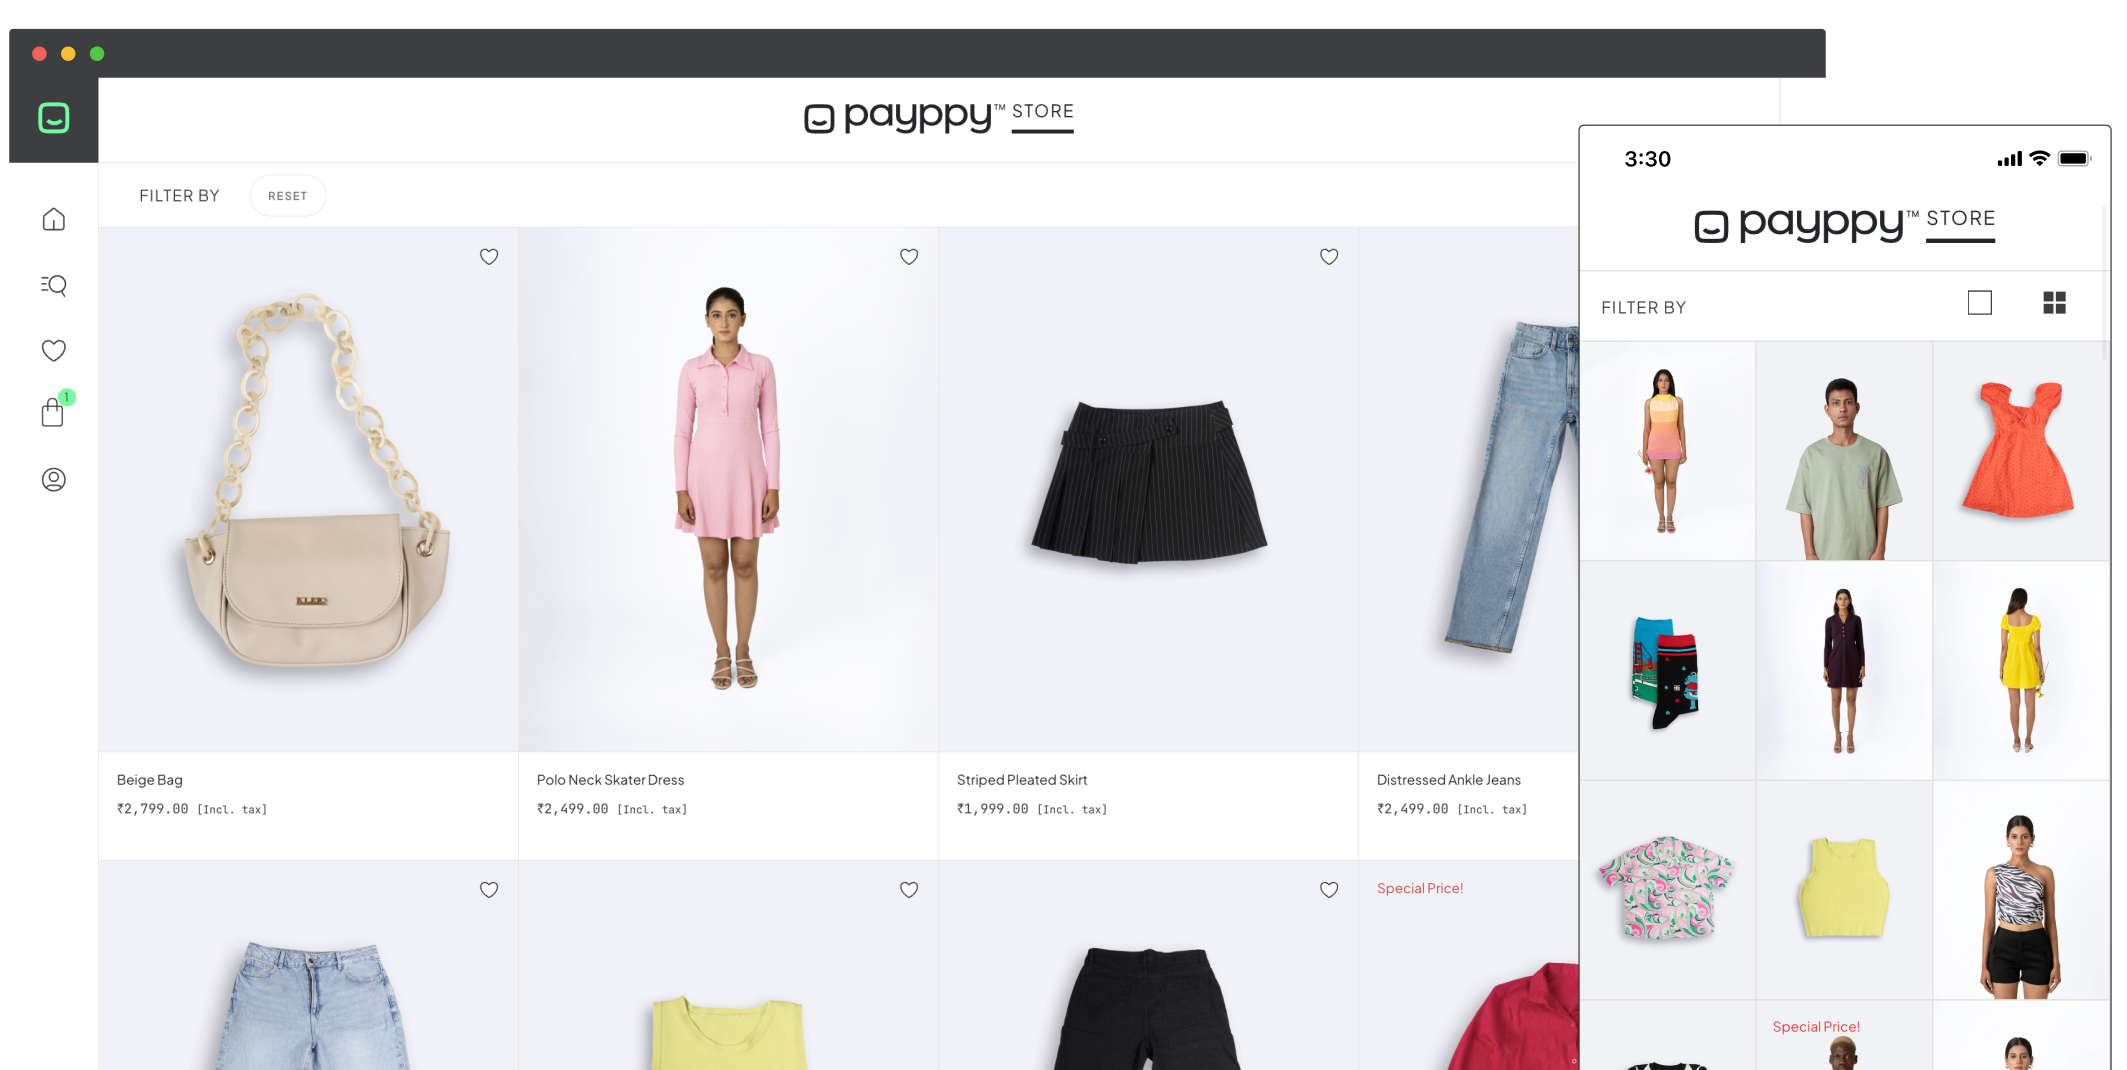 payppy™ STORE
FILTER BY RESET
1
KLEIO
Beige Bag
₹2,799.00 [Incl. tax]
Polo Neck Skater Dress
₹2,499.00 [Incl. tax]
Striped Pleated Skirt
₹1,999.00 [Incl. tax]
Distressed Ankle Jeans
₹2,499.00 [Incl. tax]
Special Price!
3:30
payppy™ STORE
FILTER BY
Special Price!